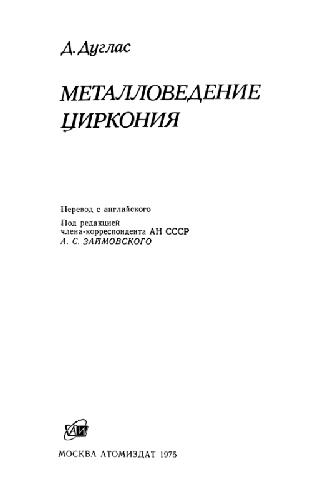 Д. Дуглас
МЕТАЛЛОВЕДЕНИЕ
ЦИРКОНИЯ
Перевод с английского
Под редакцией
члена-корреспондента АН СССР
А. С. ЗАЙМОВСКОГО
МОСКВА АТОМИЗДАТ 1975